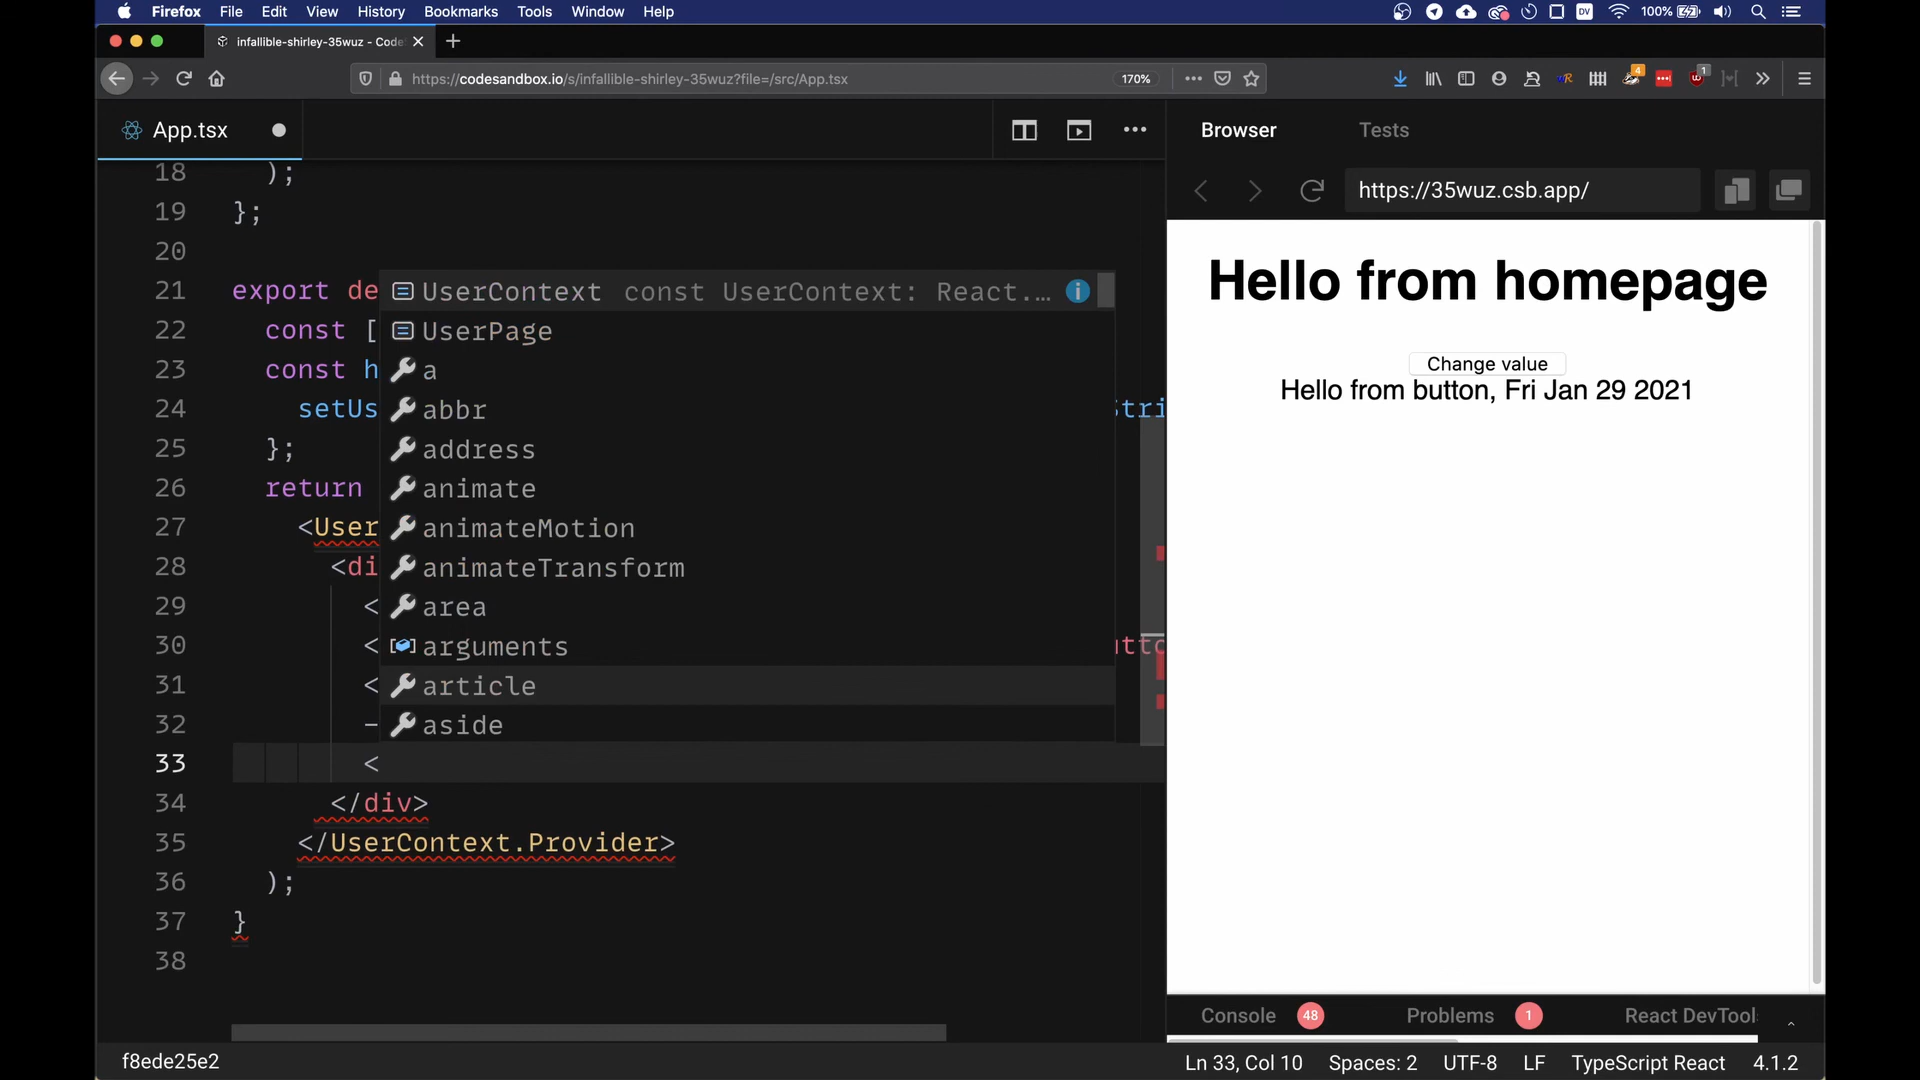 Firefox File Edit View History Bookmarks Tools Window Help
DV 100%
infallible-shirley-35wuz - Code
https://codesandbox.io/s/infallible-shirley-35wuz?file=/src/App.tsx 170%
4 1
App.tsx
Browser Tests
https://35wuz.csb.app/
18 );
19 };
20
21 export de
22 const [
23 const h
24 setUs Stri
25 };
26 return
27 <User
28 <di
29 <
30 < utto
31 <
32 -
33 <
34 </div>
35 </UserContext.Provider>
36 );
37 }
38
UserContext const UserContext: React.…
UserPage
a
abbr
address
animate
animateMotion
animateTransform
area
arguments
article
aside
Hello from homepage
Change value
Hello from button, Fri Jan 29 2021
Console 48 Problems 1 React DevTool
f8ede25e2 Ln 33, Col 10 Spaces: 2 UTF-8 LF TypeScript React 4.1.2